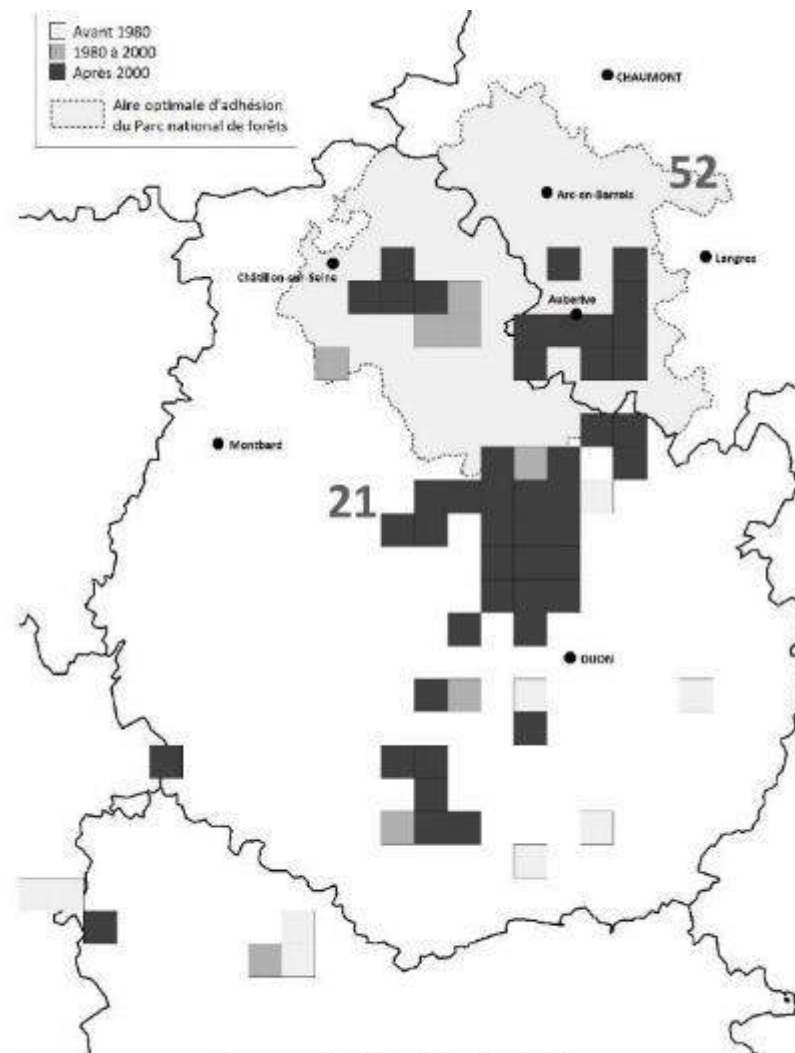 Avant 1980
1980 à 2000
Après 2000
Aire optimale d'adhésion
du Parc national de forêts
CHAUMONT
52
Arc-en-Barrois
Langres
Châtillon-sur-Seine
Auberive
Montbard
21
DIJON